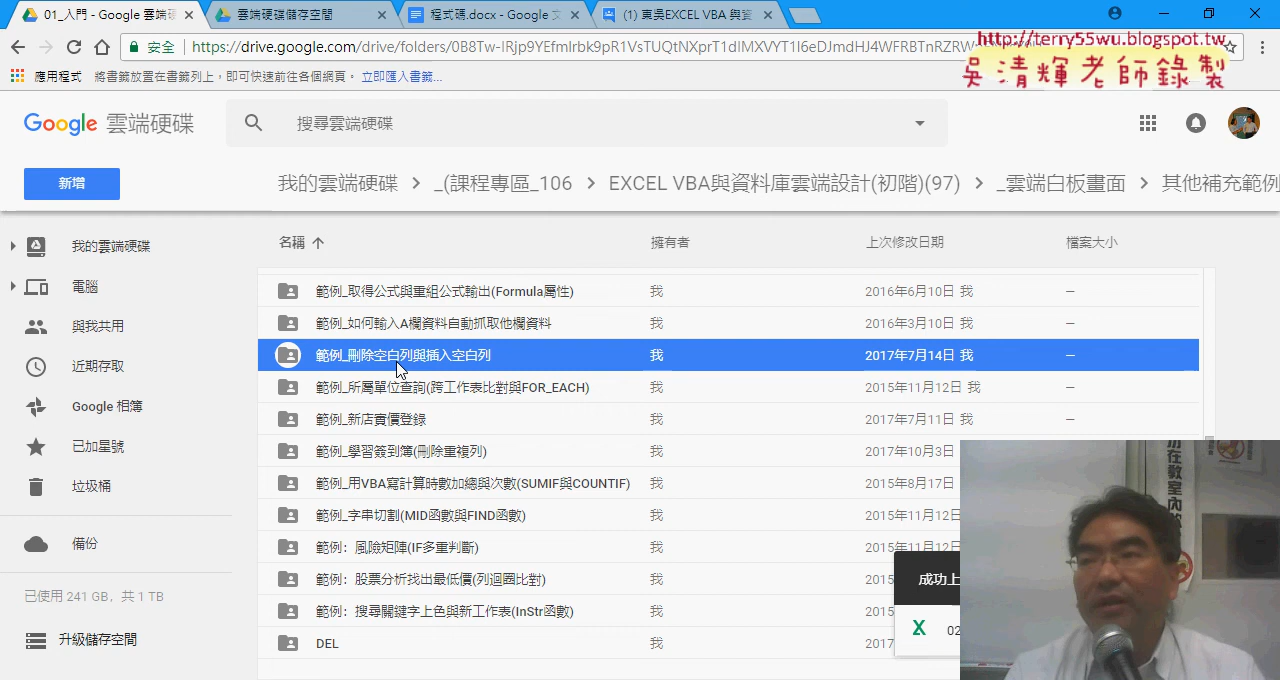 01_入門 - Google 雲端硬
雲端硬碟儲存空間
程式碼.docx - Google 文
(1) 東吳EXCEL VBA 與資
安全
https://drive.google.com/drive/folders/0B8Tw-IRjp9YEfmlrbk9pR1VsTUQtNXprT1dIMXVYT1I6eDJmdHJ4WFRBTnRZRW
http://terry55wu.blogspot.tw
吳清輝老師錄製
應用程式
將書籤放置在書籤列上，即可快速前往各個網頁。
立即匯入書籤...
Google 雲端硬碟
搜尋雲端硬碟
新增
我的雲端硬碟 > _(課程專區_106 > EXCEL VBA與資料庫雲端設計(初階)(97) > _雲端白板畫面 > 其他補充範例
我的雲端硬碟
電腦
與我共用
近期存取
Google 相簿
已加星號
垃圾桶
備份
已使用 241 GB，共 1 TB
升級儲存空間
名稱 擁有者 上次修改日期 檔案大小
範例_取得公式與重組公式輸出(Formula屬性) 我 2016年6月10日 我 –
範例_如何輸入A欄資料自動抓取他欄資料 我 2016年3月10日 我 –
範例_刪除空白列與插入空白列 我 2017年7月14日 我 –
範例_所屬單位查詢(跨工作表比對與FOR_EACH) 我 2015年11月12日 我 –
範例_新店實價登錄 我 2017年7月11日 我 –
範例_學習簽到簿(刪除重複列) 我 2017年10月3日
範例_用VBA寫計算時數加總與次數(SUMIF與COUNTIF) 我 2015年8月17日
範例_字串切割(MID函數與FIND函數) 我 2015年11月12日
範例：風險矩陣(IF多重判斷) 我 2015年11月12日
範例：股票分析找出最低價(列迴圈比對) 我 2015
範例：搜尋關鍵字上色與新工作表(InStr函數) 我 2015
DEL 我 2017
成功上
X 02
在教室內飲